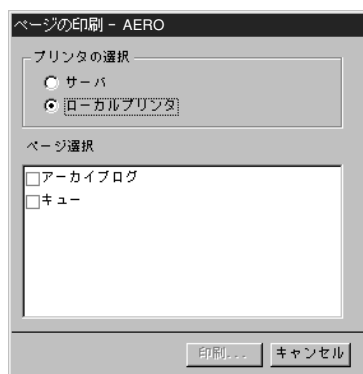 ページの印刷 - AERO
プリンタの選択
サーバ
ローカルプリンタ
ページ選択
アーカイブログ
キュー
印刷... キャンセル